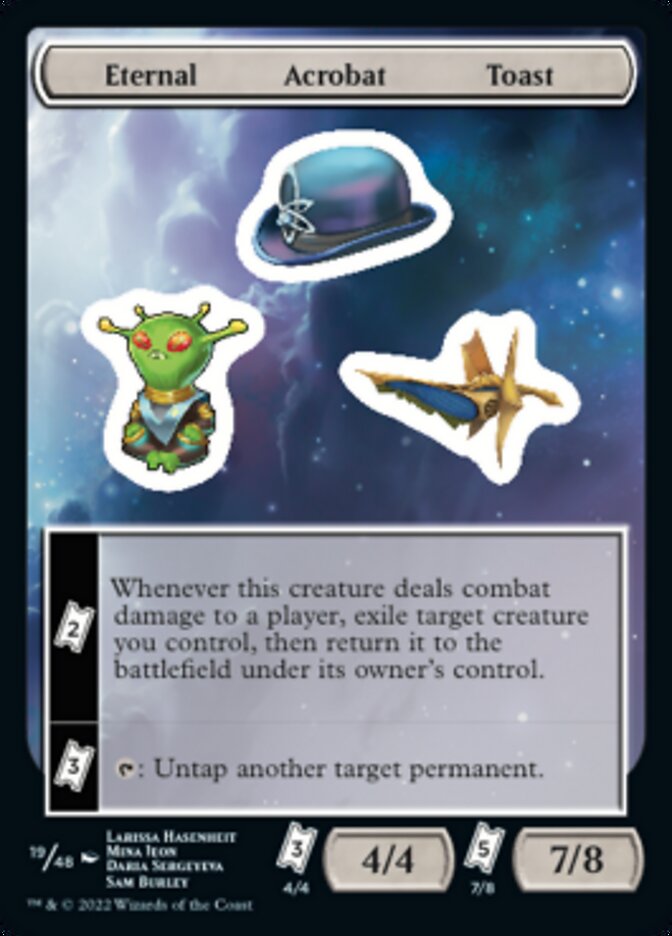 Eternal Acrobat Toast
2
Whenever this creature deals combat
damage to a player, exile target creature
you control, then return it to the
battlefield under its owner's control.
3
: Untap another target permanent.
19/48
Larissa Hasenheit
Mina Jeon
Daria Sergeyeva
Sam Burley
3
4/4
4/4
5
7/8
7/8
™ & © 2022 Wizards of the Coast